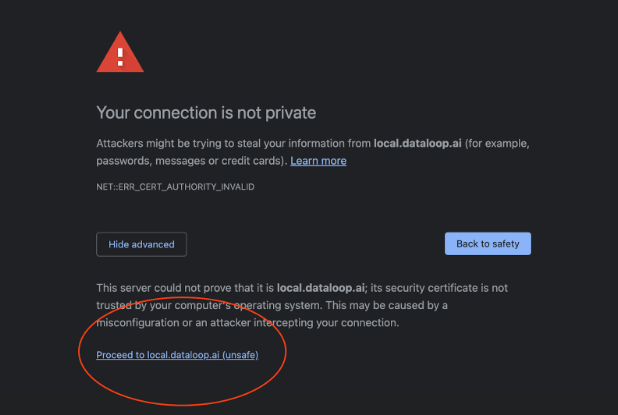 Your connection is not private
Attackers might be trying to steal your information from local.dataloop.ai (for example,
passwords, messages or credit cards). Learn more
NET::ERR_CERT_AUTHORITY_INVALID
Hide advanced
Back to safety
This server could not prove that it is local.dataloop.ai; its security certificate is not
trusted by your computer's operating system. This may be caused by a
misconfiguration or an attacker intercepting your connection.
Proceed to local.dataloop.ai (unsafe)